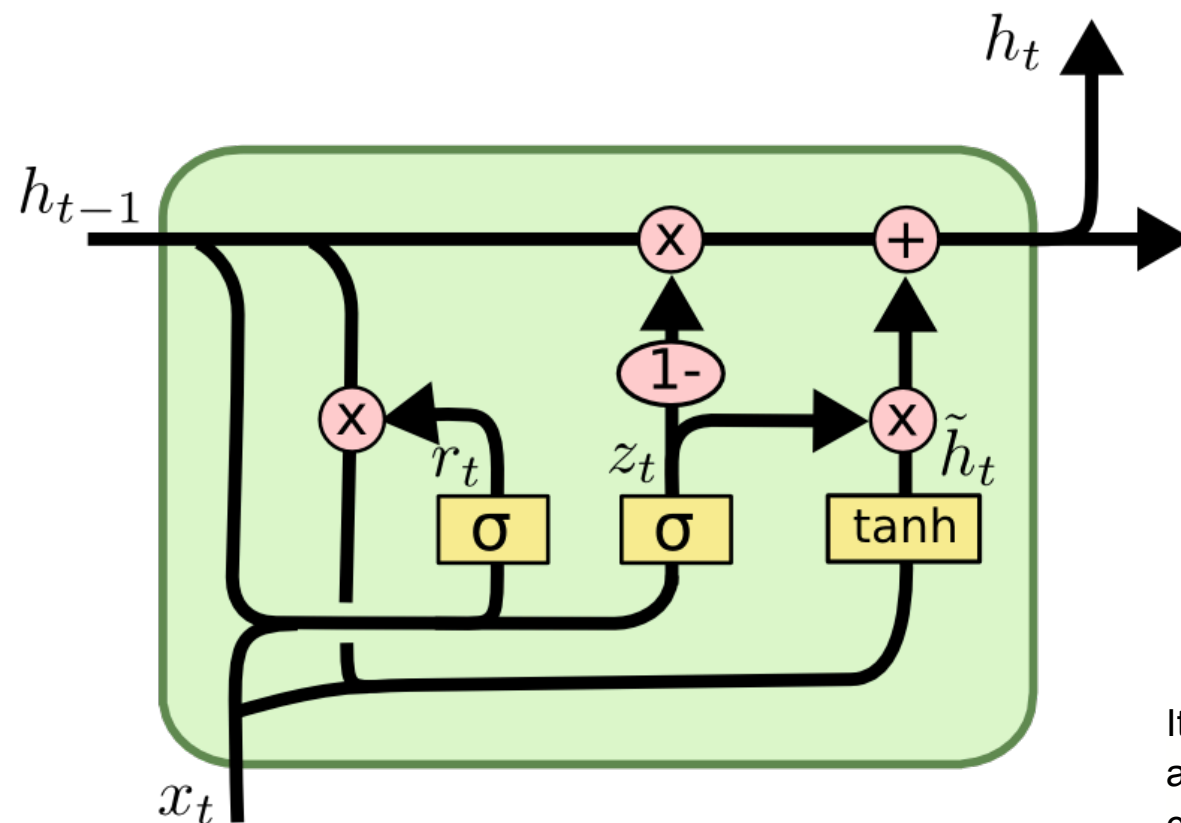 h_t
h_{t-1}
x
+
1-
x
x
r_t
z_t
h̃_t
σ
σ
tanh
x_t